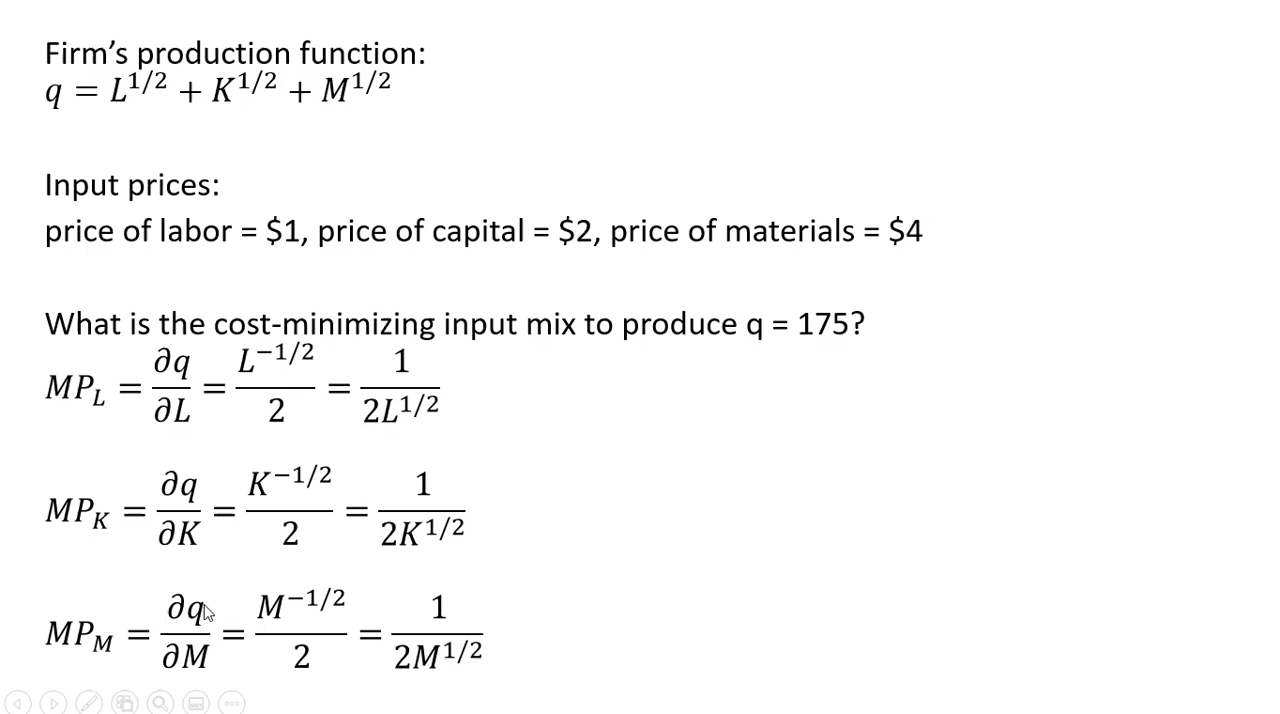 Firm’s production function:
q = L^{1/2} + K^{1/2} + M^{1/2}
Input prices:
price of labor = $1, price of capital = $2, price of materials = $4
What is the cost-minimizing input mix to produce q = 175?
MP_L = ∂q/∂L = L^{−1/2}/2 = 1/2L^{1/2}
MP_K = ∂q/∂K = K^{−1/2}/2 = 1/2K^{1/2}
MP_M = ∂q/∂M = M^{−1/2}/2 = 1/2M^{1/2}